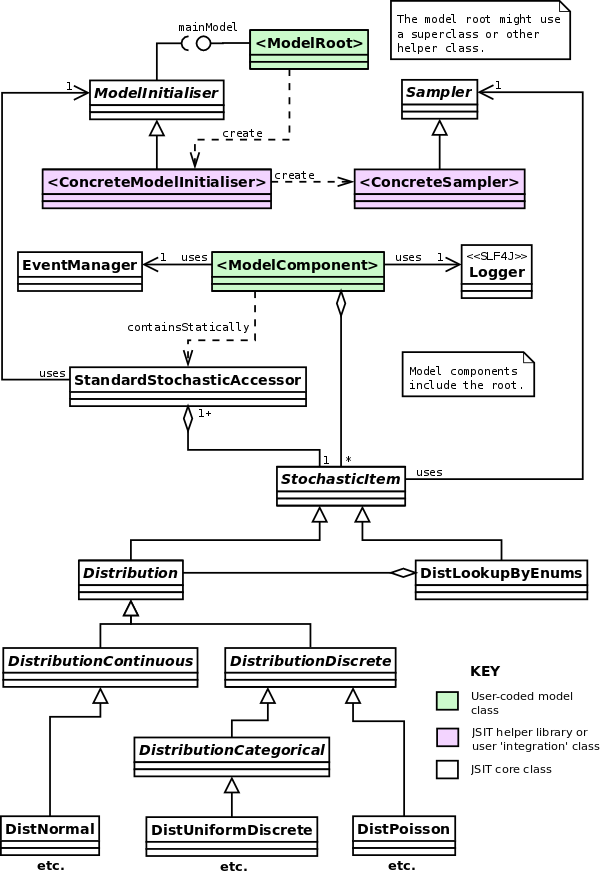 mainModel
<ModelRoot>
The model root might use
a superclass or other
helper class.
1
ModelInitialiser
Sampler
1
create
<ConcreteModelInitialiser>
create
<ConcreteSampler>
EventManager
1 uses
<ModelComponent>
uses 1
<<SLF4J>>
Logger
containsStatically
Model components
include the root.
uses
StandardStochasticAccessor
1+
1 *
StochasticItem
uses
Distribution
DistLookupByEnums
DistributionContinuous
DistributionDiscrete
KEY
User-coded model
class
JSIT helper library or
user 'integration' class
JSIT core class
DistributionCategorical
DistNormal
DistUniformDiscrete
DistPoisson
etc.
etc.
etc.